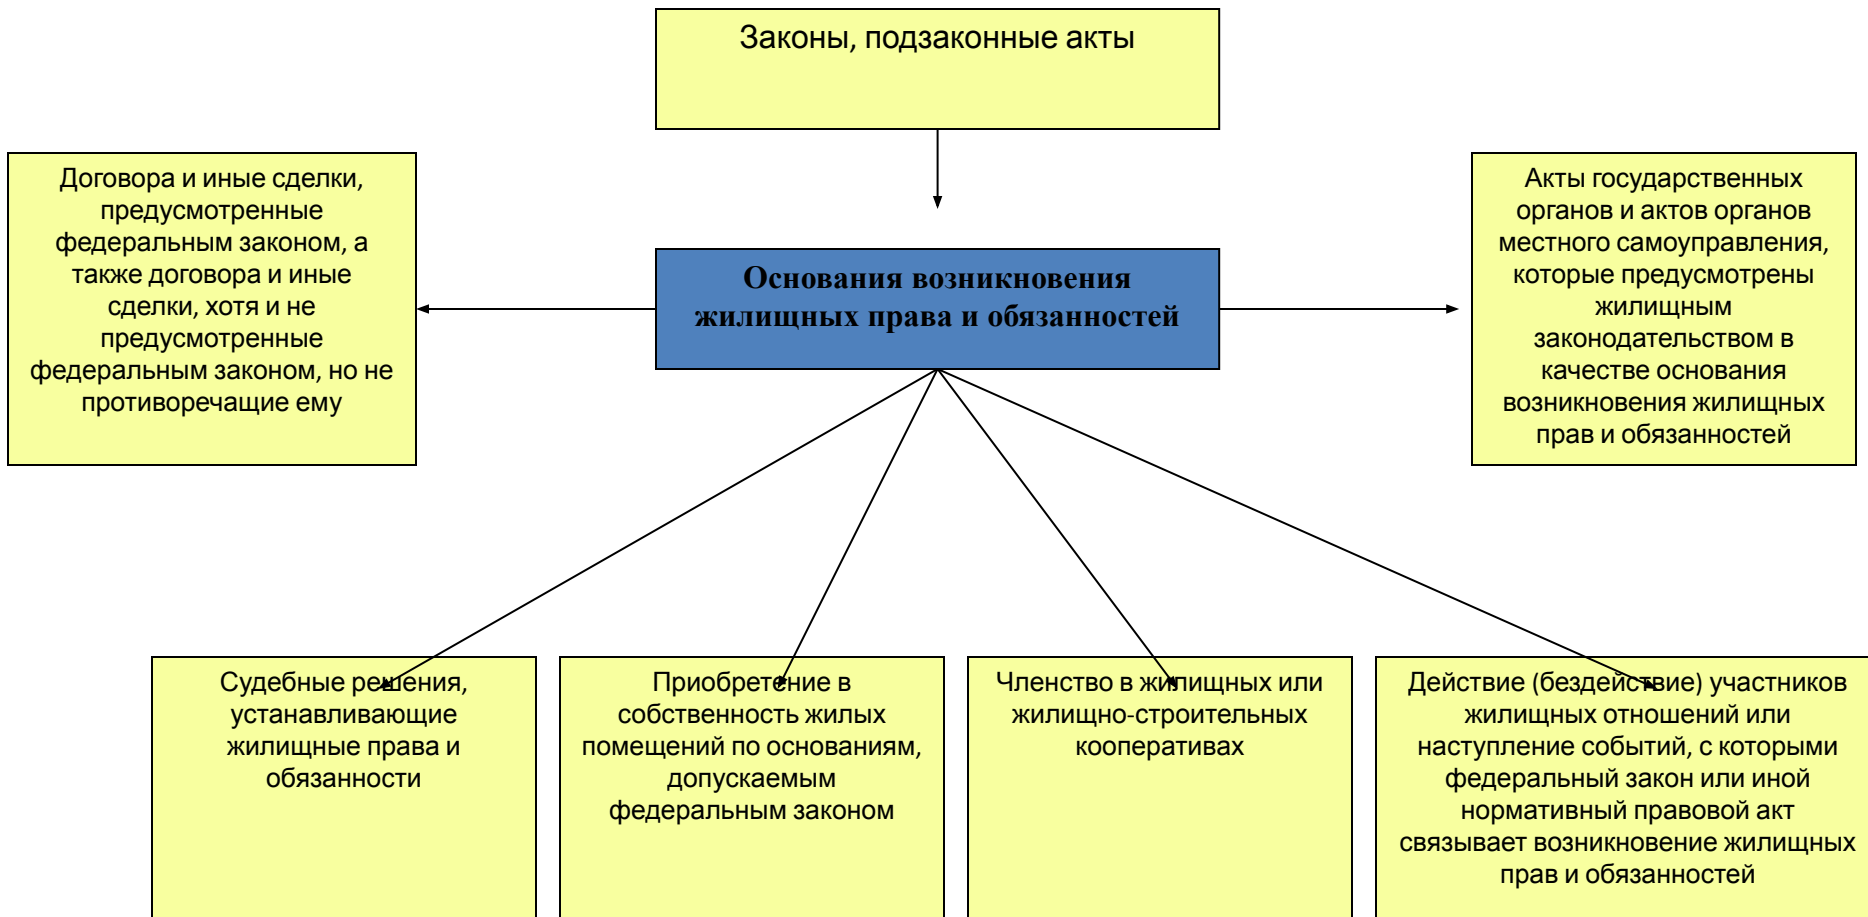 Законы, подзаконные акты
Договора и иные сделки,
предусмотренные
федеральным законом, а
также договора и иные
сделки, хотя и не
предусмотренные
федеральным законом, но не
противоречащие ему
Основания возникновения
жилищных права и обязанностей
Акты государственных
органов и актов органов
местного самоуправления,
которые предусмотрены
жилищным
законодательством в
качестве основания
возникновения жилищных
прав и обязанностей
Судебные решения,
устанавливающие
жилищные права и
обязанности
Приобретение в
собственность жилых
помещений по основаниям,
допускаемым
федеральным законом
Членство в жилищных или
жилищно-строительных
кооперативах
Действие (бездействие) участников
жилищных отношений или
наступление событий, с которыми
федеральный закон или иной
нормативный правовой акт
связывает возникновение жилищных
прав и обязанностей